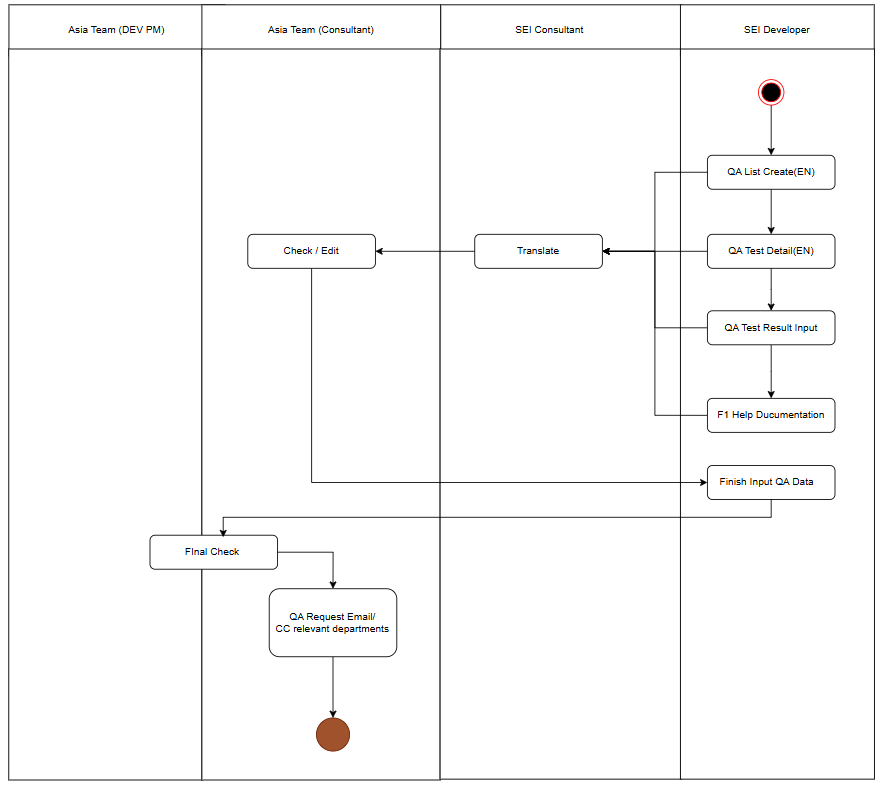 Asia Team (DEV PM)
Asia Team (Consultant)
SEI Consultant
SEI Developer
QA List Create(EN)
Check / Edit
Translate
QA Test Detail(EN)
QA Test Result Input
F1 Help Ducumentation
Finish Input QA Data
FInal Check
QA Request Email/
CC relevant departments